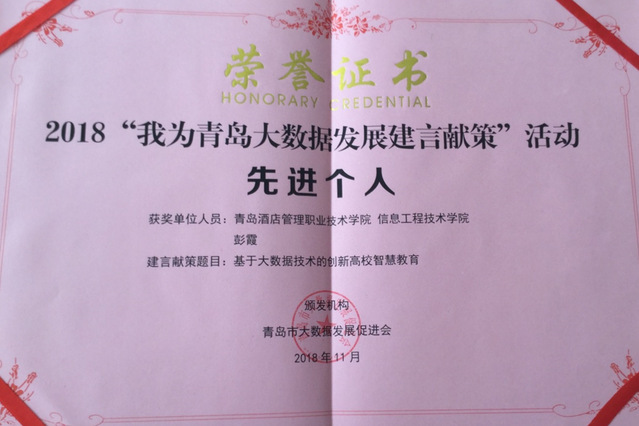 荣誉证书
HONORARY CREDENTIAL
2018“我为青岛大数据发展建言献策”活动
先进个人
获奖单位人员：青岛酒店管理职业技术学院 信息工程技术学院
彭霞
建言献策题目：基于大数据技术的创新高校智慧教育
颁发机构
青岛市大数据发展促进会
2018年11月